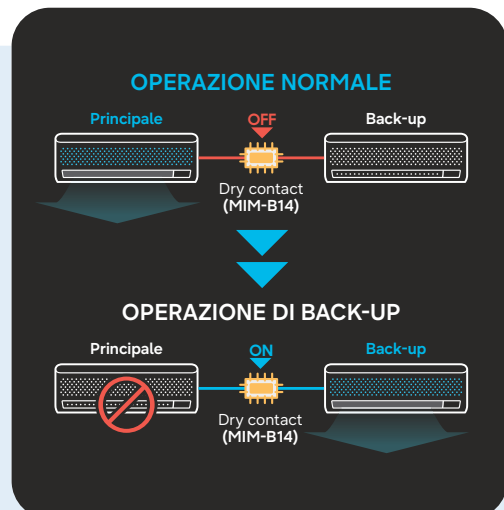 OPERAZIONE NORMALE
Principale
OFF
Back-up
Dry contact
(MIM-B14)
OPERAZIONE DI BACK-UP
Principale
ON
Back-up
Dry contact
(MIM-B14)